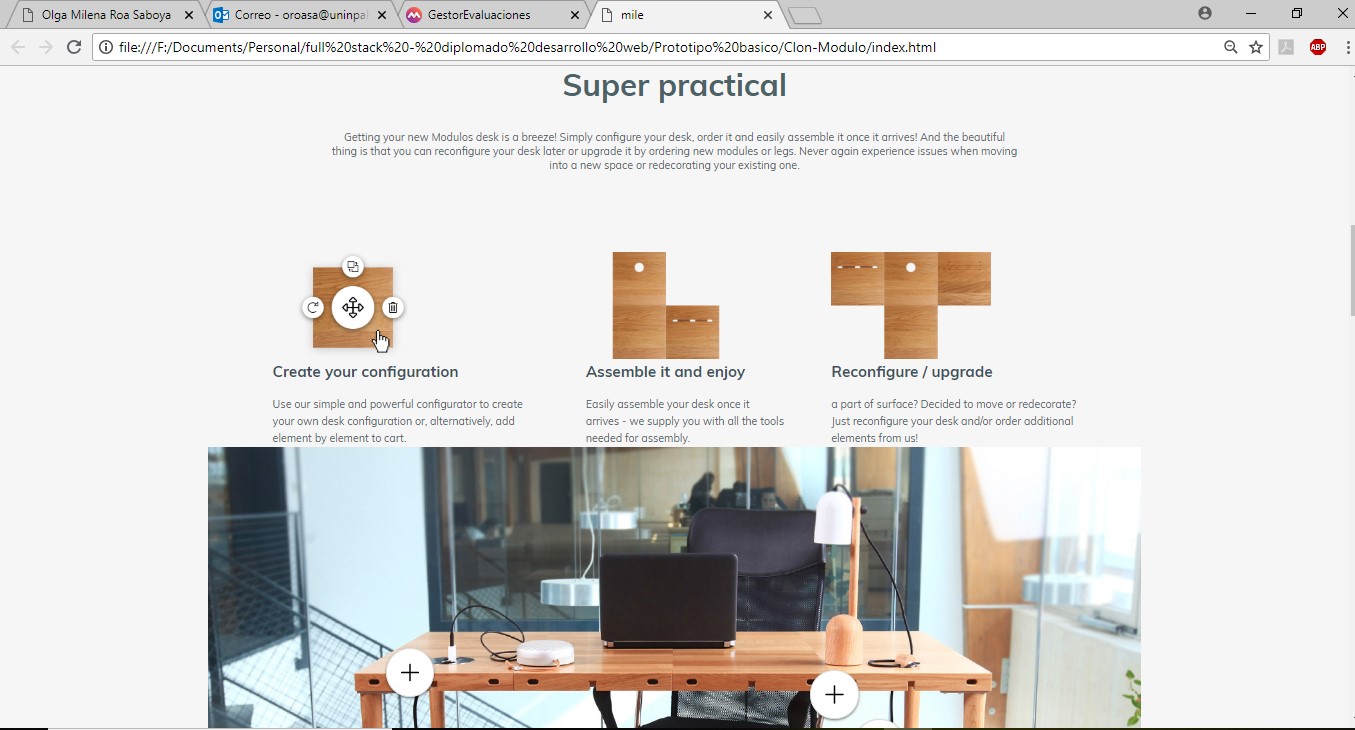 Olga Milena Roa Saboya
Correo - oroasa@uninpa
GestorEvaluaciones
mile
file:///F:/Documents/Personal/full%20stack%20-%20diplomado%20desarrollo%20web/Prototipo%20basico/Clon-Modulo/index.html
ABP
Super practical
Getting your new Modulos desk is a breeze! Simply configure your desk, order it and easily assemble it once it arrives! And the beautiful
thing is that you can reconfigure your desk later or upgrade it by ordering new modules or legs. Never again experience issues when moving
into a new space or redecorating your existing one.
Create your configuration
Use our simple and powerful configurator to create
your own desk configuration or, alternatively, add
element by element to cart.
Assemble it and enjoy
Easily assemble your desk once it
arrives - we supply you with all the tools
needed for assembly.
Reconfigure / upgrade
a part of surface? Decided to move or redecorate?
Just reconfigure your desk and/or order additional
elements from us!